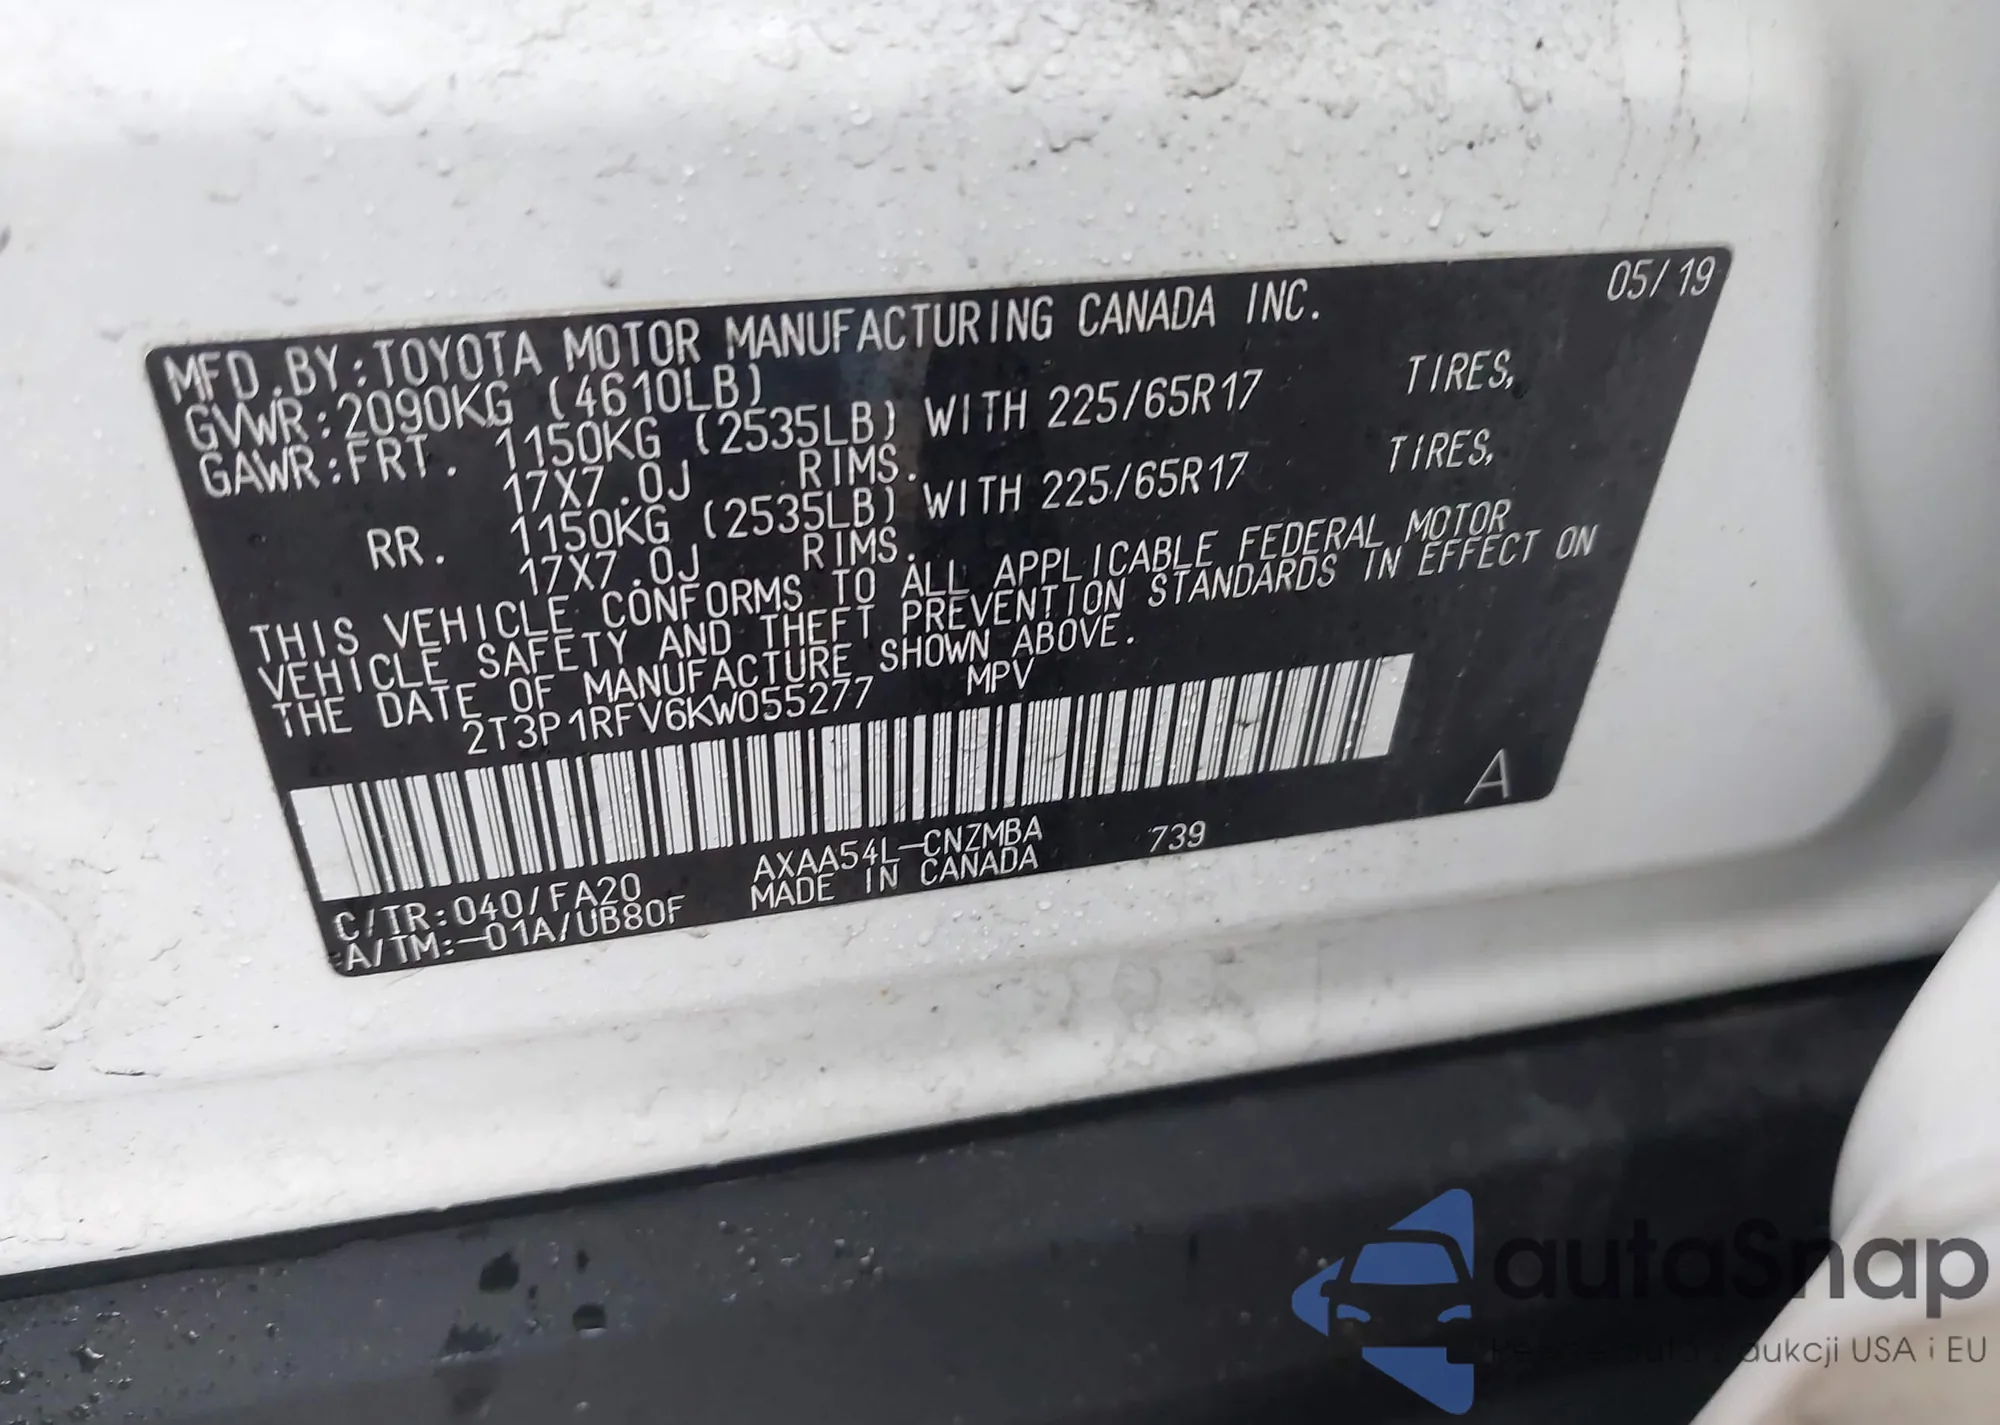 MFD.BY:TOYOTA MOTOR MANUFACTURING CANADA INC. 05/19
GVWR:2090KG (4610LB)
GAWR:FRT. 1150KG (2535LB) WITH 225/65R17 TIRES,
17X7.0J RIMS.
RR. 1150KG (2535LB) WITH 225/65R17 TIRES,
17X7.0J RIMS.
THIS VEHICLE CONFORMS TO ALL APPLICABLE FEDERAL MOTOR
VEHICLE SAFETY AND THEFT PREVENTION STANDARDS IN EFFECT ON
THE DATE OF MANUFACTURE SHOWN ABOVE.
2T3P1RFV6KW055277 MPV
A
C/TR:040/FA20 AXAA54L-CNZMBA 739
A/TM:-01A/UB80F MADE IN CANADA
autoSnap
aukcji USA i EU